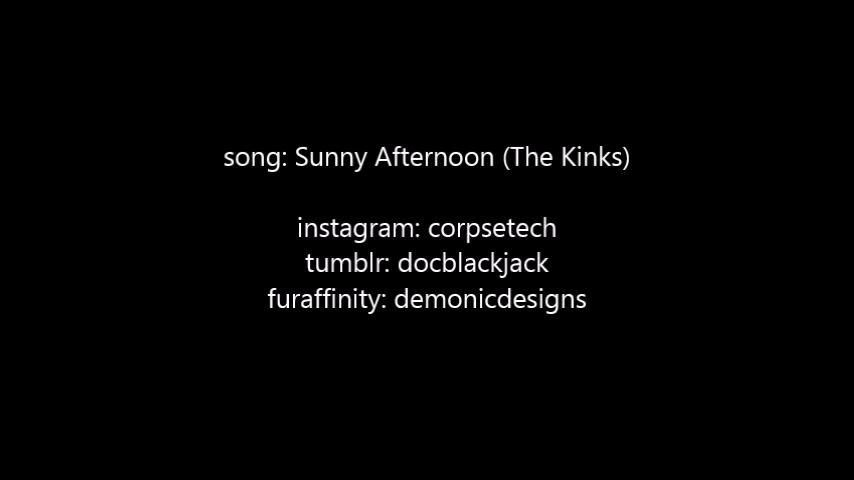 song: Sunny Afternoon (The Kinks)
instagram: corpsetech
tumblr: docblackjack
furaffinity: demonicdesigns